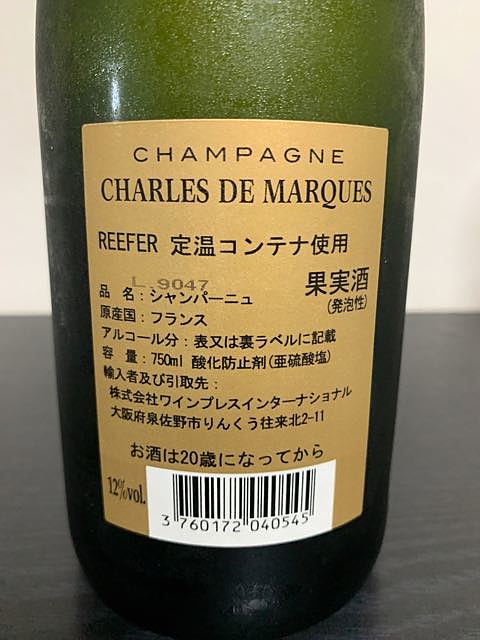 CHAMPAGNE
CHARLES DE MARQUES
REEFER 定温コンテナ使用
L.9047
果実酒
(発泡性)
品 名：シャンパーニュ
原産国：フランス
アルコール分：表又は裏ラベルに記載
容 量：750ml 酸化防止剤(亜硫酸塩)
輸入者及び引取先：
株式会社ワインプレスインターナショナル
大阪府泉佐野市りんくう往来北2-11
お酒は20歳になってから
12%vol.
3 760172 040545